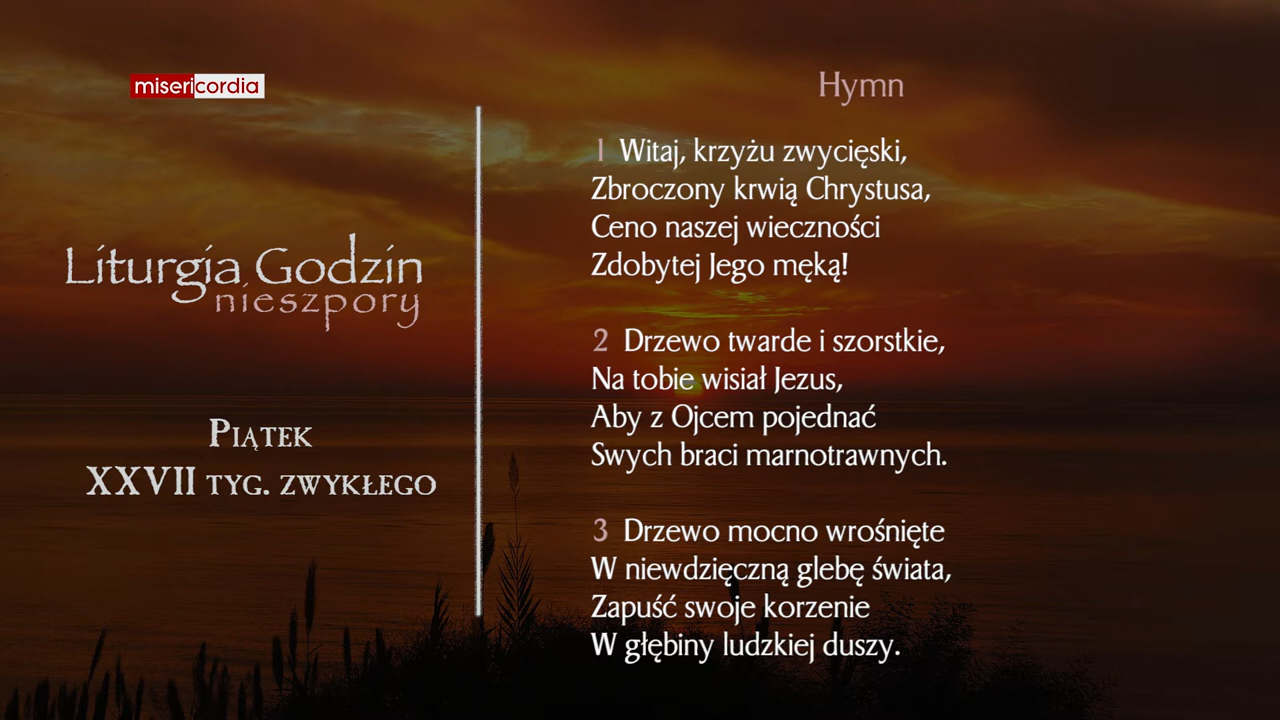 misericordia
Liturgia Godzin
nieszpory
Piątek
XXVII tyg. zwykłego
Hymn
1 Witaj, krzyżu zwycięski,
Zbroczony krwią Chrystusa,
Ceno naszej wieczności
Zdobytej Jego męką!
2 Drzewo twarde i szorstkie,
Na tobie wisiał Jezus,
Aby z Ojcem pojednać
Swych braci marnotrawnych.
3 Drzewo mocno wrośnięte
W niewdzięczną glebę świata,
Zapuść swoje korzenie
W głębiny ludzkiej duszy.